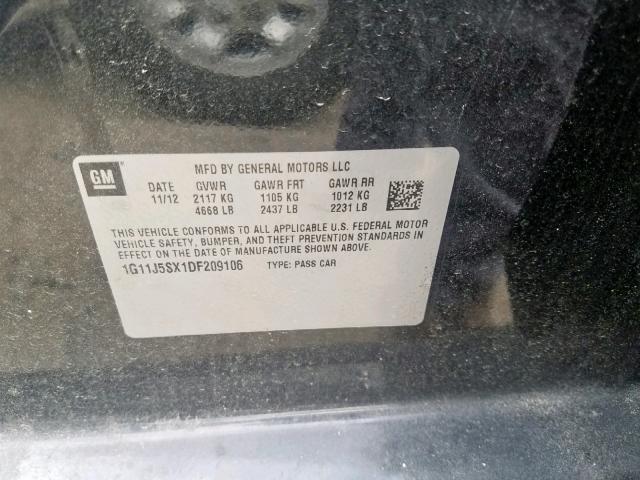 GM
MFD BY GENERAL MOTORS LLC
DATE GVWR GAWR FRT GAWR RR
11/12 2117 KG 1105 KG 1012 KG
4668 LB 2437 LB 2231 LB
THIS VEHICLE CONFORMS TO ALL APPLICABLE U.S. FEDERAL MOTOR
VEHICLE SAFETY, BUMPER, AND THEFT PREVENTION STANDARDS IN
EFFECT ON THE DATE OF MANUFACTURE SHOWN ABOVE.
1G11J5SX1DF209106 TYPE: PASS CAR